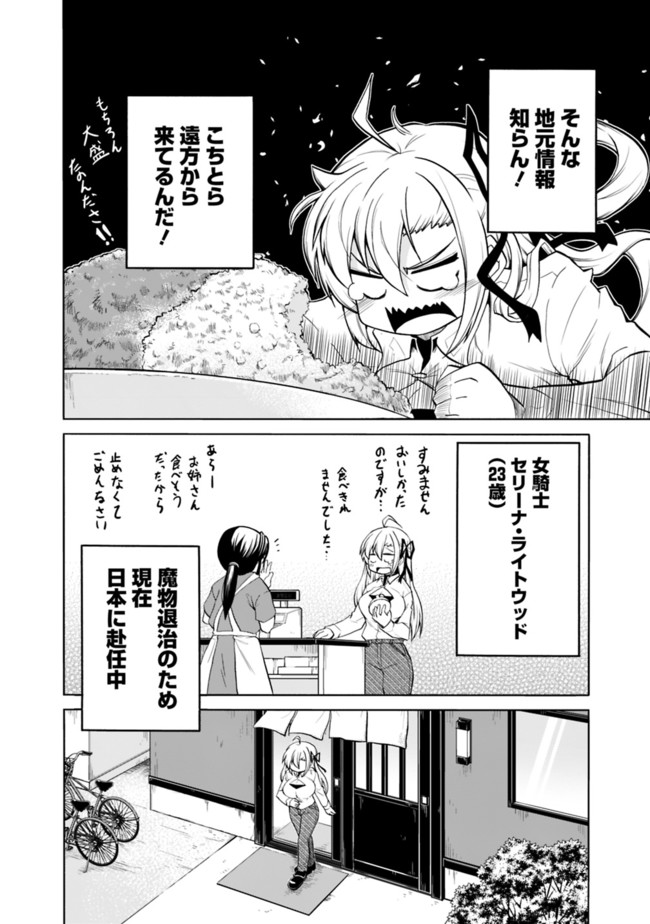 そんな
地元情報
知らん！
こちとら
遠方から
来てるんだ！
もちろん
大盛
たのんださ!!
女騎士
セリーナ・ライトウッド
(23歳)
すみません
おいしかった
のですが…
食べきれ
ませんでした…
あらー
お姉さん
食べそう
だったから
止めなくて
ごめんなさい
魔物退治のため
現在
日本に赴任中